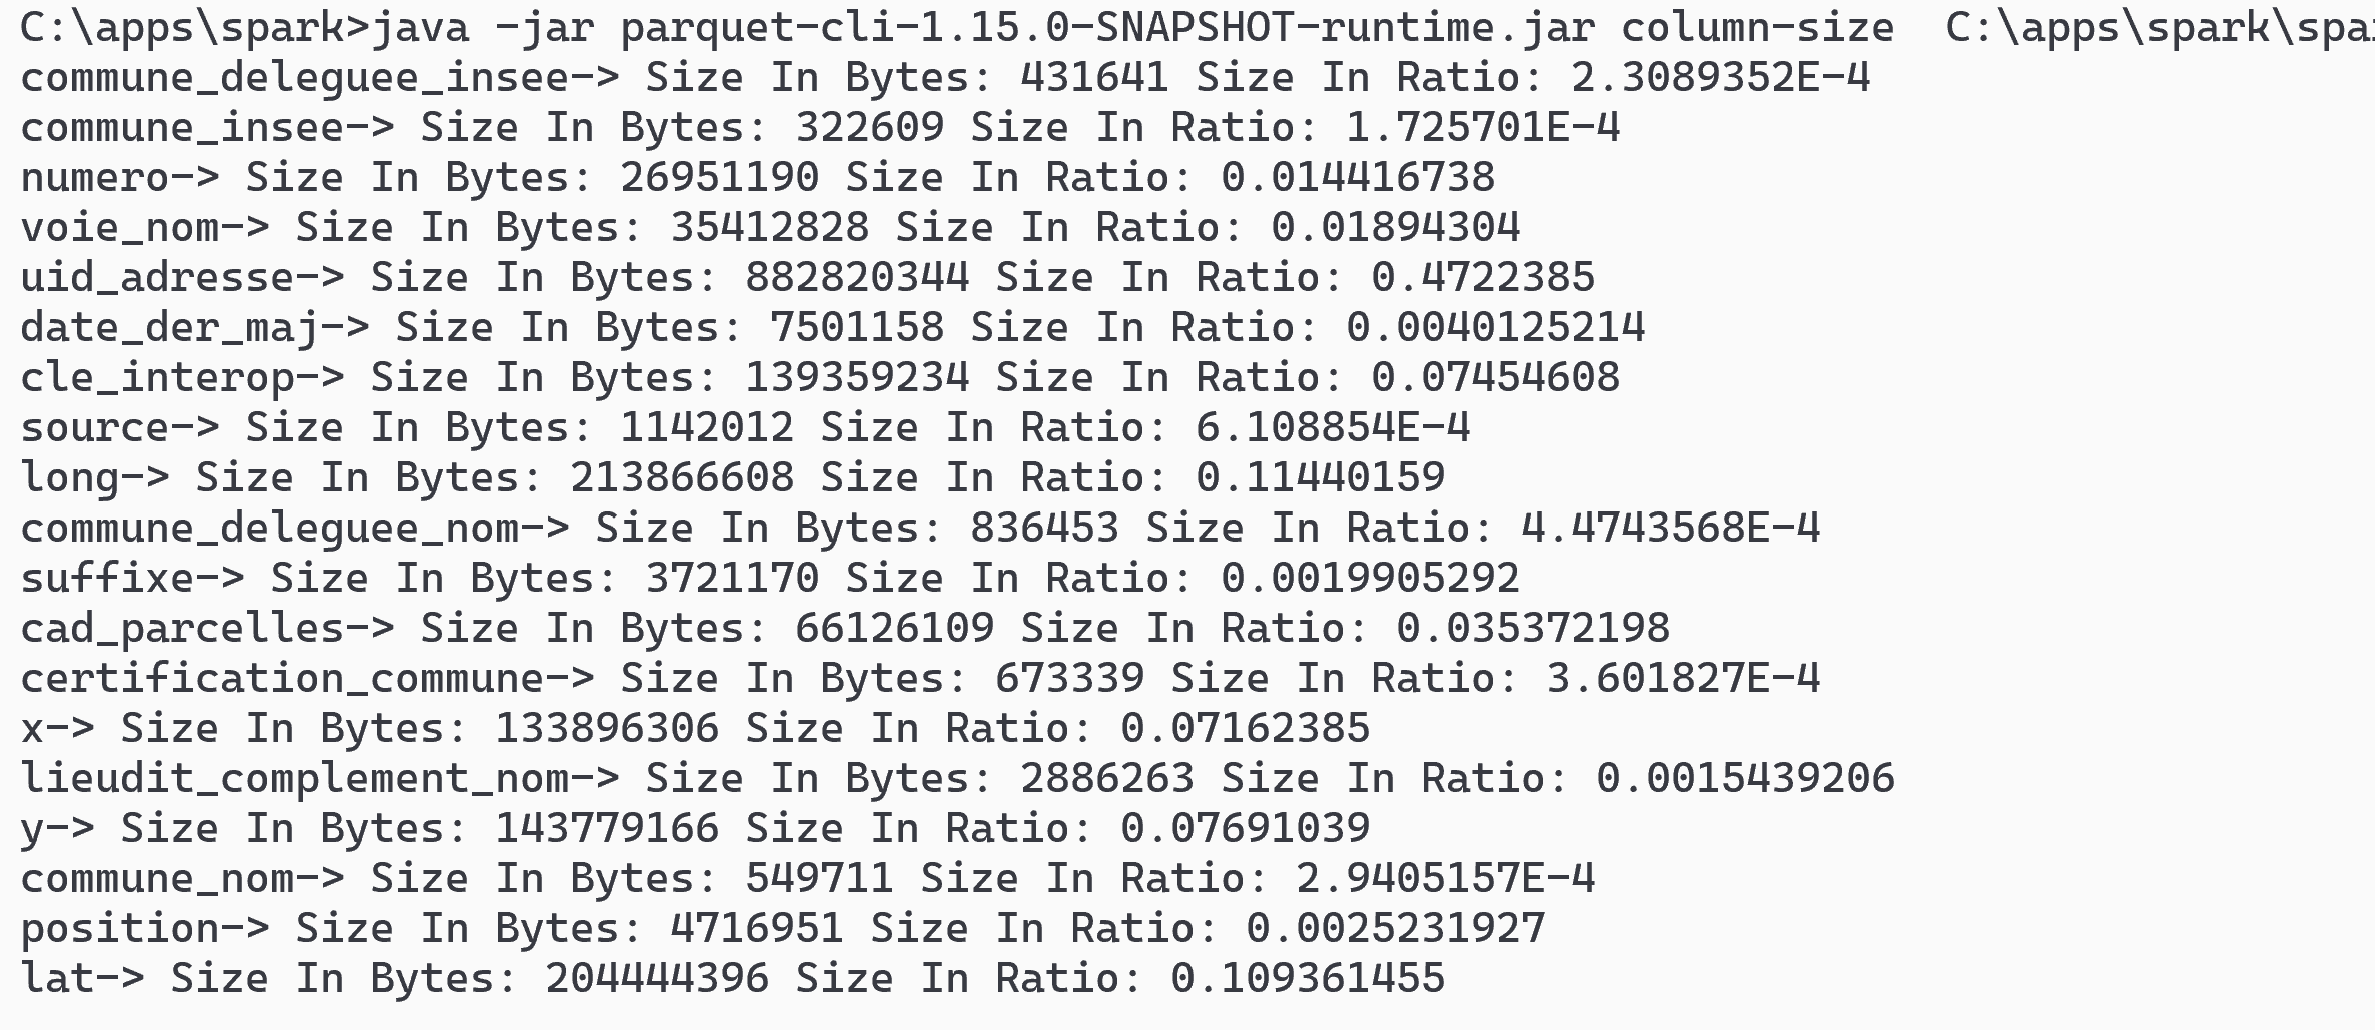 C:\apps\spark>java -jar parquet-cli-1.15.0-SNAPSHOT-runtime.jar column-size  C:\apps\spark\spa
commune_deleguee_insee-> Size In Bytes: 431641 Size In Ratio: 2.3089352E-4
commune_insee-> Size In Bytes: 322609 Size In Ratio: 1.725701E-4
numero-> Size In Bytes: 26951190 Size In Ratio: 0.014416738
voie_nom-> Size In Bytes: 35412828 Size In Ratio: 0.01894304
uid_adresse-> Size In Bytes: 882820344 Size In Ratio: 0.4722385
date_der_maj-> Size In Bytes: 7501158 Size In Ratio: 0.0040125214
cle_interop-> Size In Bytes: 139359234 Size In Ratio: 0.07454608
source-> Size In Bytes: 1142012 Size In Ratio: 6.108854E-4
long-> Size In Bytes: 213866608 Size In Ratio: 0.11440159
commune_deleguee_nom-> Size In Bytes: 836453 Size In Ratio: 4.4743568E-4
suffixe-> Size In Bytes: 3721170 Size In Ratio: 0.0019905292
cad_parcelles-> Size In Bytes: 66126109 Size In Ratio: 0.035372198
certification_commune-> Size In Bytes: 673339 Size In Ratio: 3.601827E-4
x-> Size In Bytes: 133896306 Size In Ratio: 0.07162385
lieudit_complement_nom-> Size In Bytes: 2886263 Size In Ratio: 0.0015439206
y-> Size In Bytes: 143779166 Size In Ratio: 0.07691039
commune_nom-> Size In Bytes: 549711 Size In Ratio: 2.9405157E-4
position-> Size In Bytes: 4716951 Size In Ratio: 0.0025231927
lat-> Size In Bytes: 204444396 Size In Ratio: 0.109361455